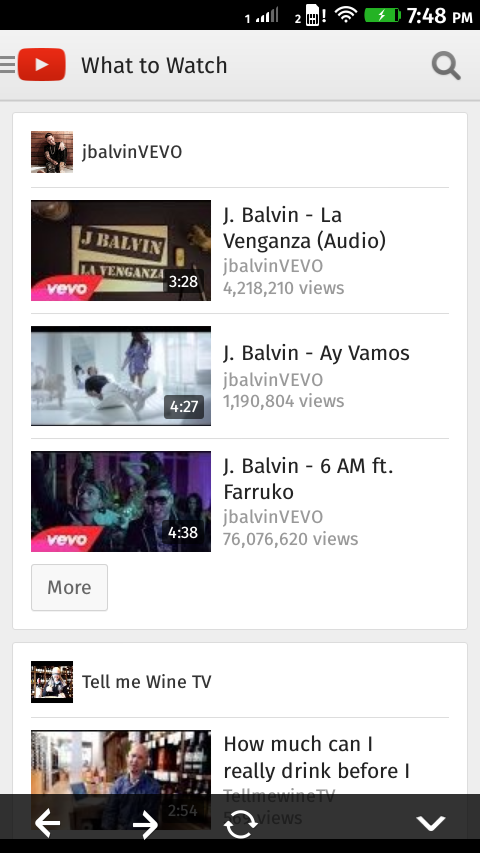 1 2 ! 7:48 PM
What to Watch
jbalvinVEVO
J BALVIN
LA VENGANZA
vevo
3:28
J. Balvin - La
Venganza (Audio)
jbalvinVEVO
4,218,210 views
4:27
J. Balvin - Ay Vamos
jbalvinVEVO
1,190,804 views
vevo
4:38
J. Balvin - 6 AM ft.
Farruko
jbalvinVEVO
76,076,620 views
More
Tell me Wine TV
2:54
How much can I
really drink before I
TellmewineTV
views